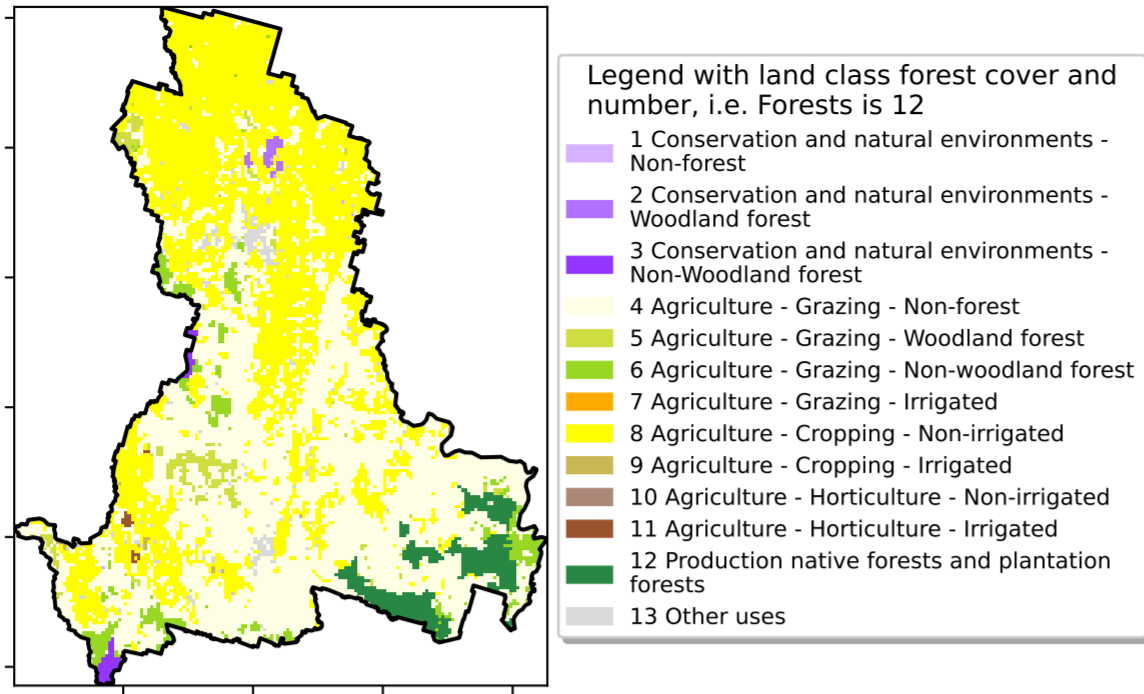 Legend with land class forest cover and
number, i.e. Forests is 12
1 Conservation and natural environments -
Non-forest
2 Conservation and natural environments -
Woodland forest
3 Conservation and natural environments -
Non-Woodland forest
4 Agriculture - Grazing - Non-forest
5 Agriculture - Grazing - Woodland forest
6 Agriculture - Grazing - Non-woodland forest
7 Agriculture - Grazing - Irrigated
8 Agriculture - Cropping - Non-irrigated
9 Agriculture - Cropping - Irrigated
10 Agriculture - Horticulture - Non-irrigated
11 Agriculture - Horticulture - Irrigated
12 Production native forests and plantation
forests
13 Other uses